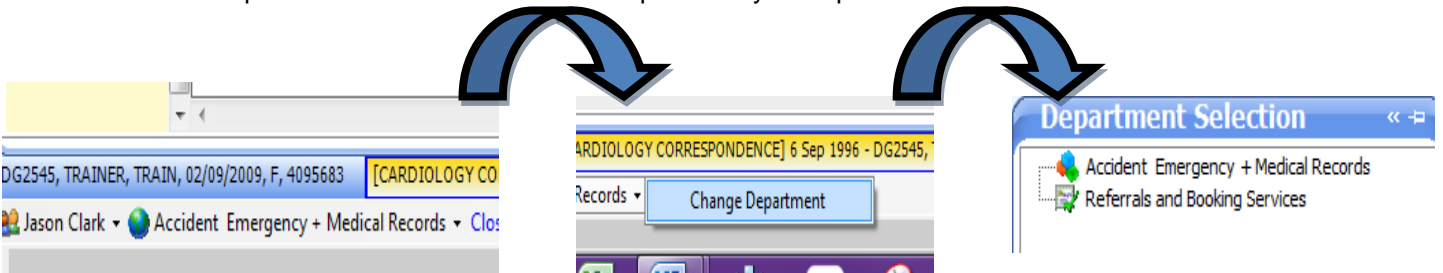 DG2545, TRAINER, TRAIN, 02/09/2009, F, 4095683
[CARDIOLOGY CO
Jason Clark
Accident Emergency + Medical Records
Clos
ARDIOLOGY CORRESPONDENCE] 6 Sep 1996 - DG2545,
Records
Change Department
Department Selection
Accident Emergency + Medical Records
Referrals and Booking Services